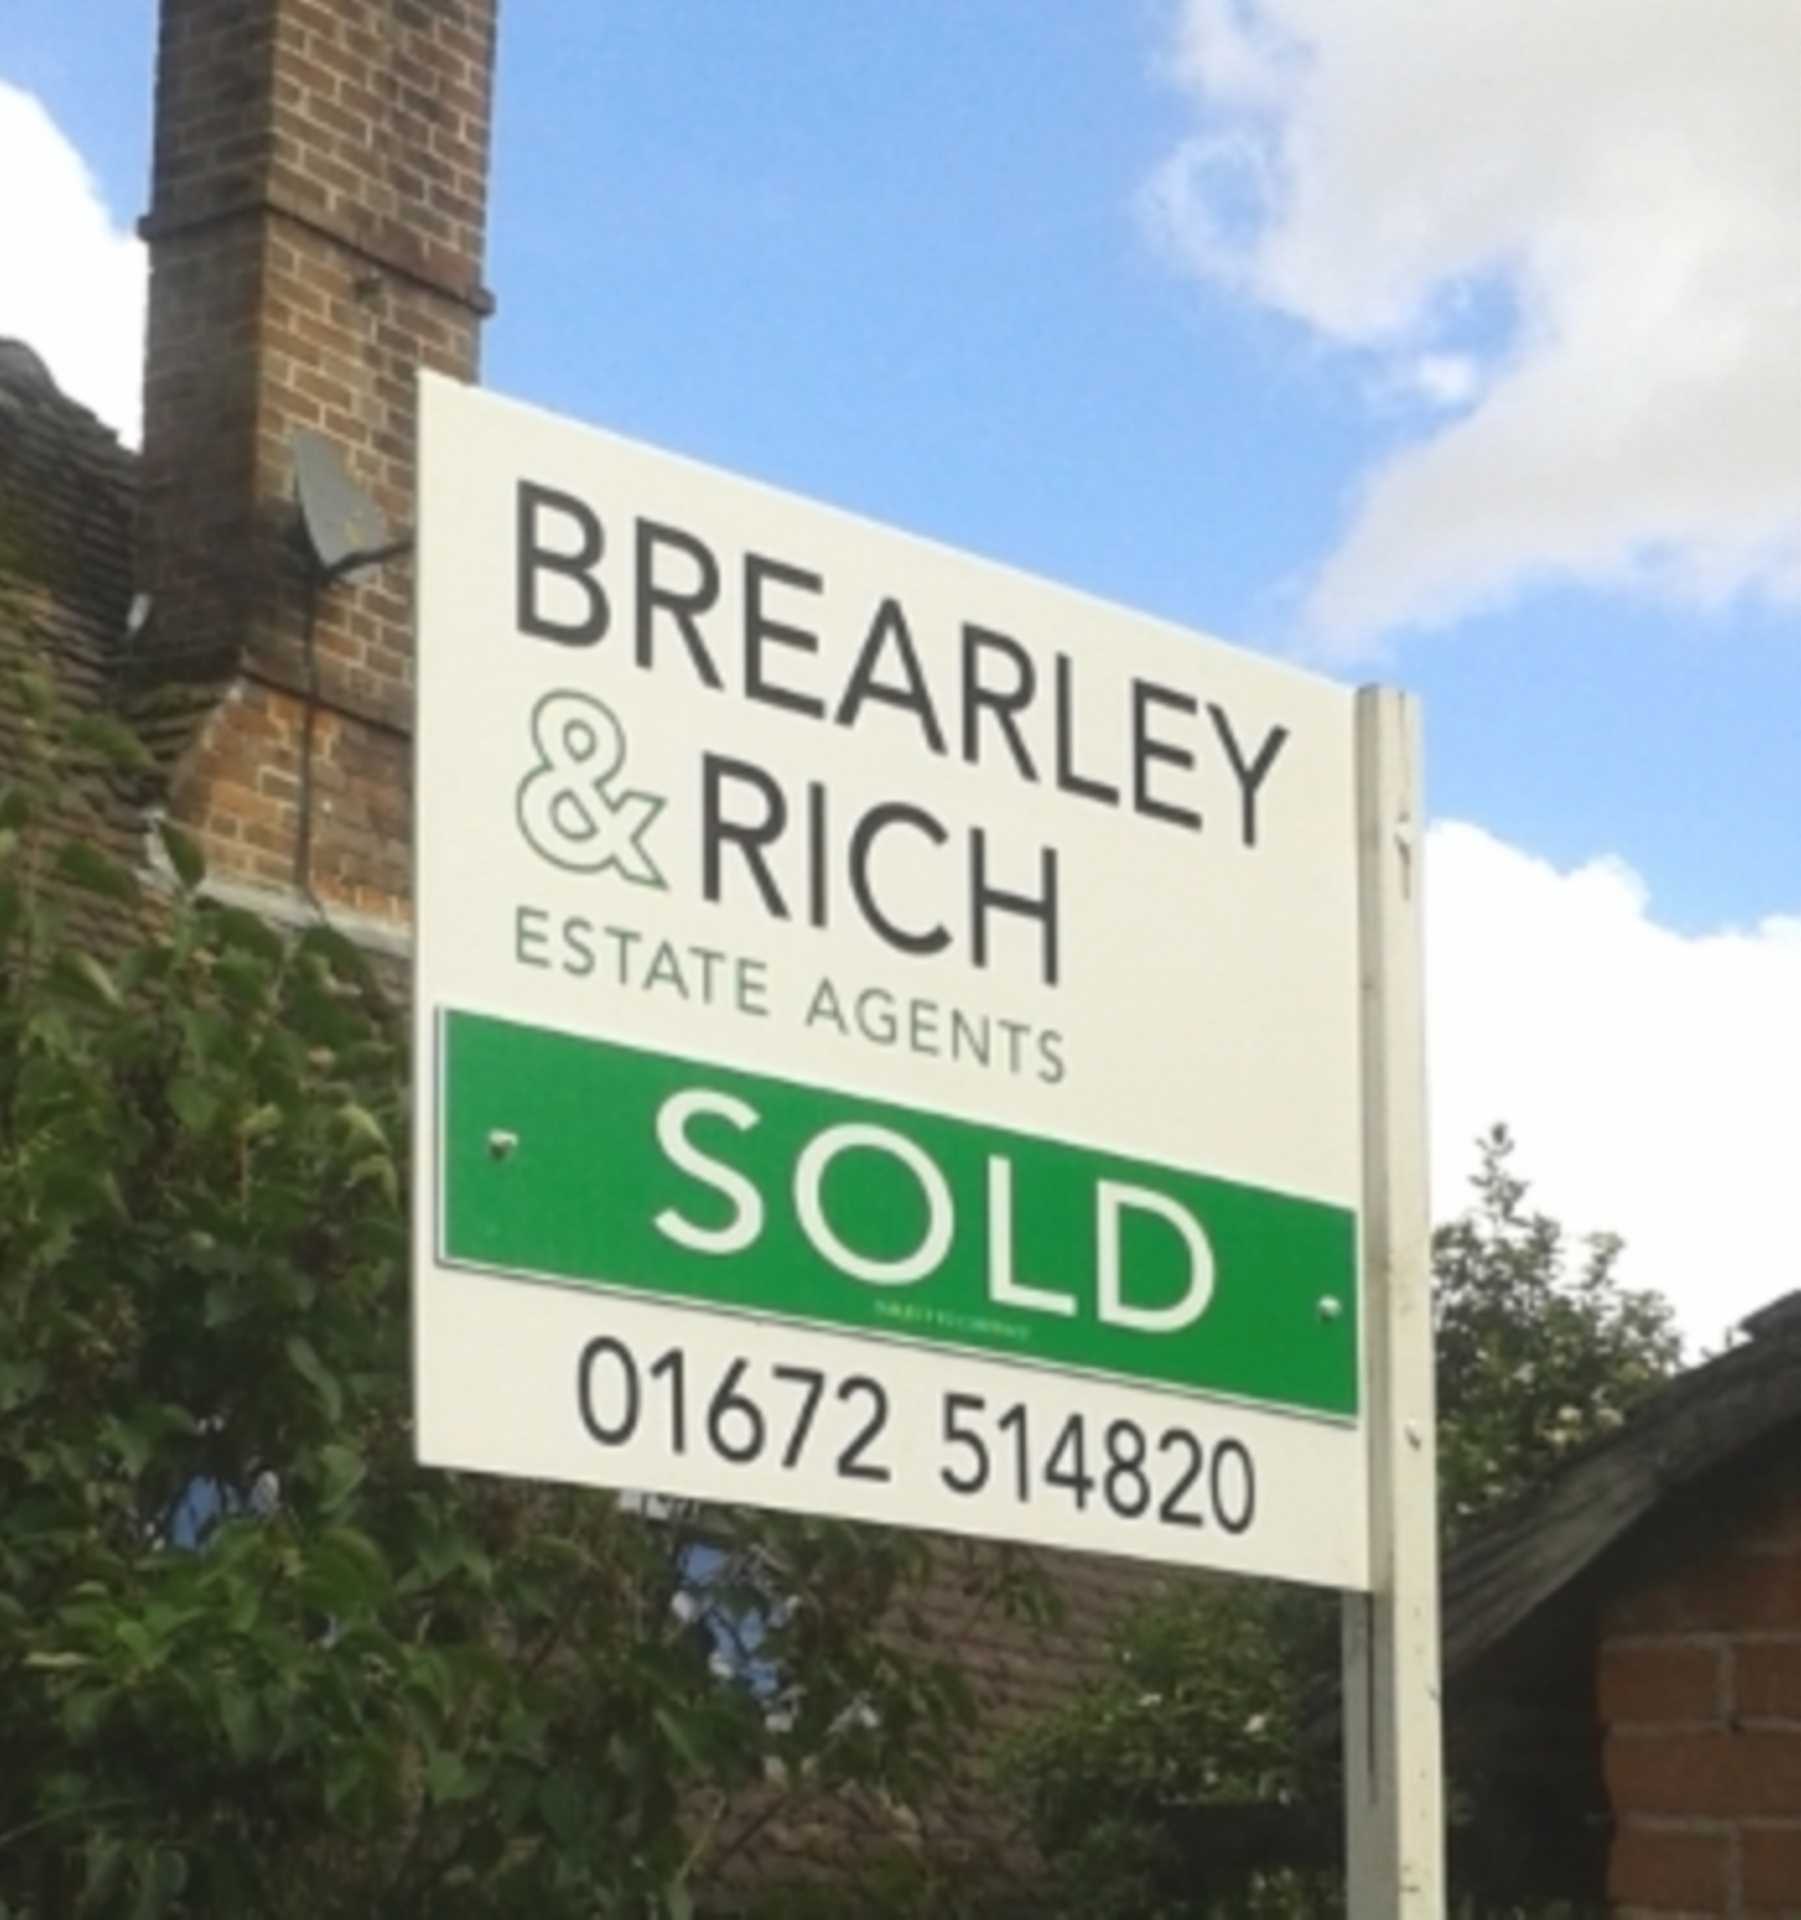 BREARLEY
& RICH
ESTATE AGENTS
SOLD
01672 514820